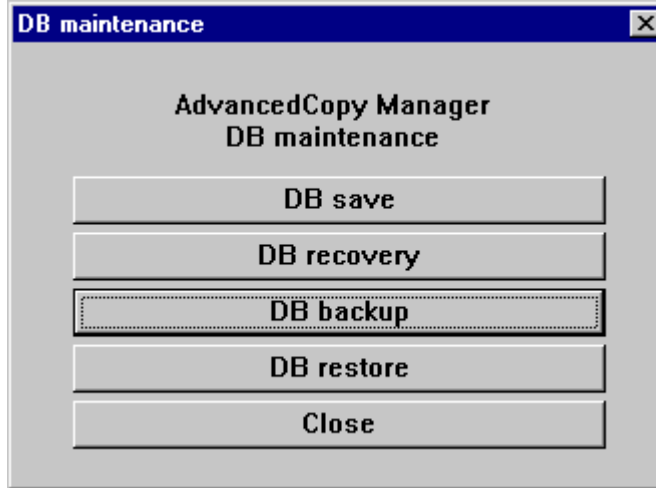 DB maintenance
AdvancedCopy Manager
DB maintenance
DB save
DB recovery
DB backup
DB restore
Close